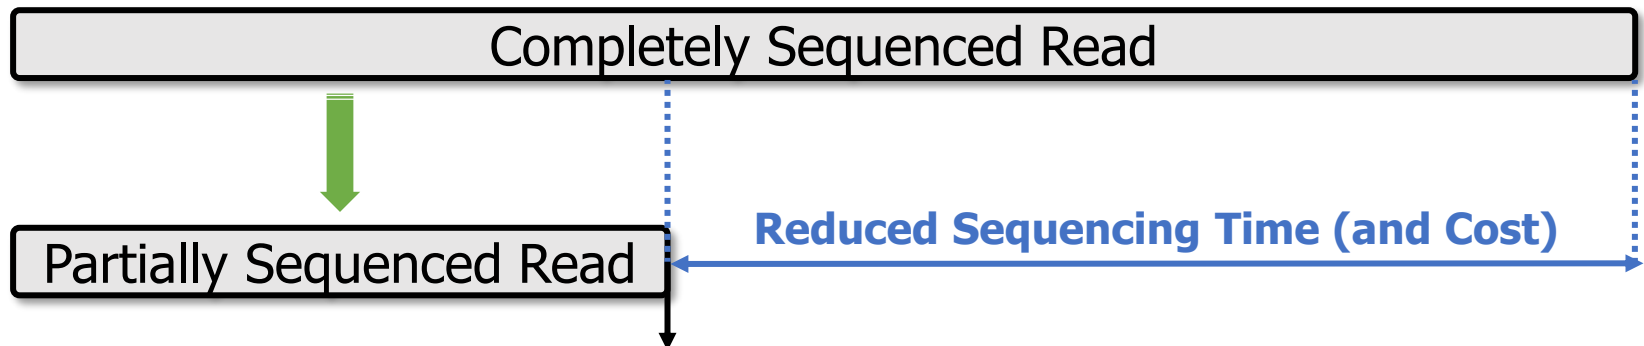 Completely Sequenced Read
Reduced Sequencing Time (and Cost)
Partially Sequenced Read